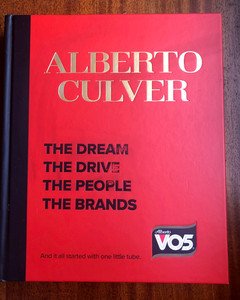 ALBERTO
CULVER
THE DREAM
THE DRIVE
THE PEOPLE
THE BRANDS
Alberto
VO5
And it all started with one little tube.